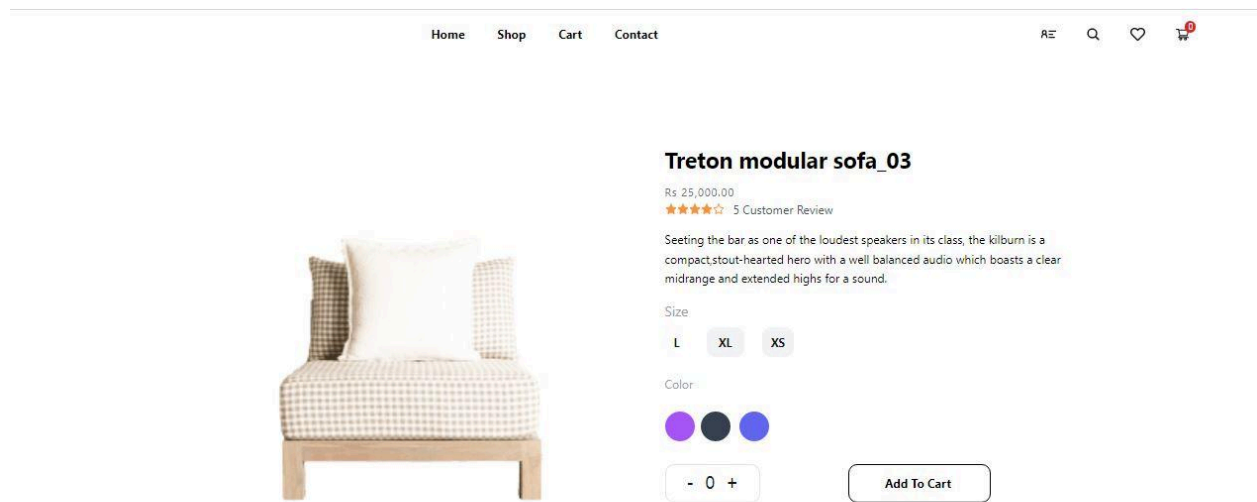 Home Shop Cart Contact
0
Treton modular sofa_03
Rs 25,000.00
5 Customer Review
Seeting the bar as one of the loudest speakers in its class, the kilburn is a
compact,stout-hearted hero with a well balanced audio which boasts a clear
midrange and extended highs for a sound.
Size
L XL XS
Color
- 0 + Add To Cart